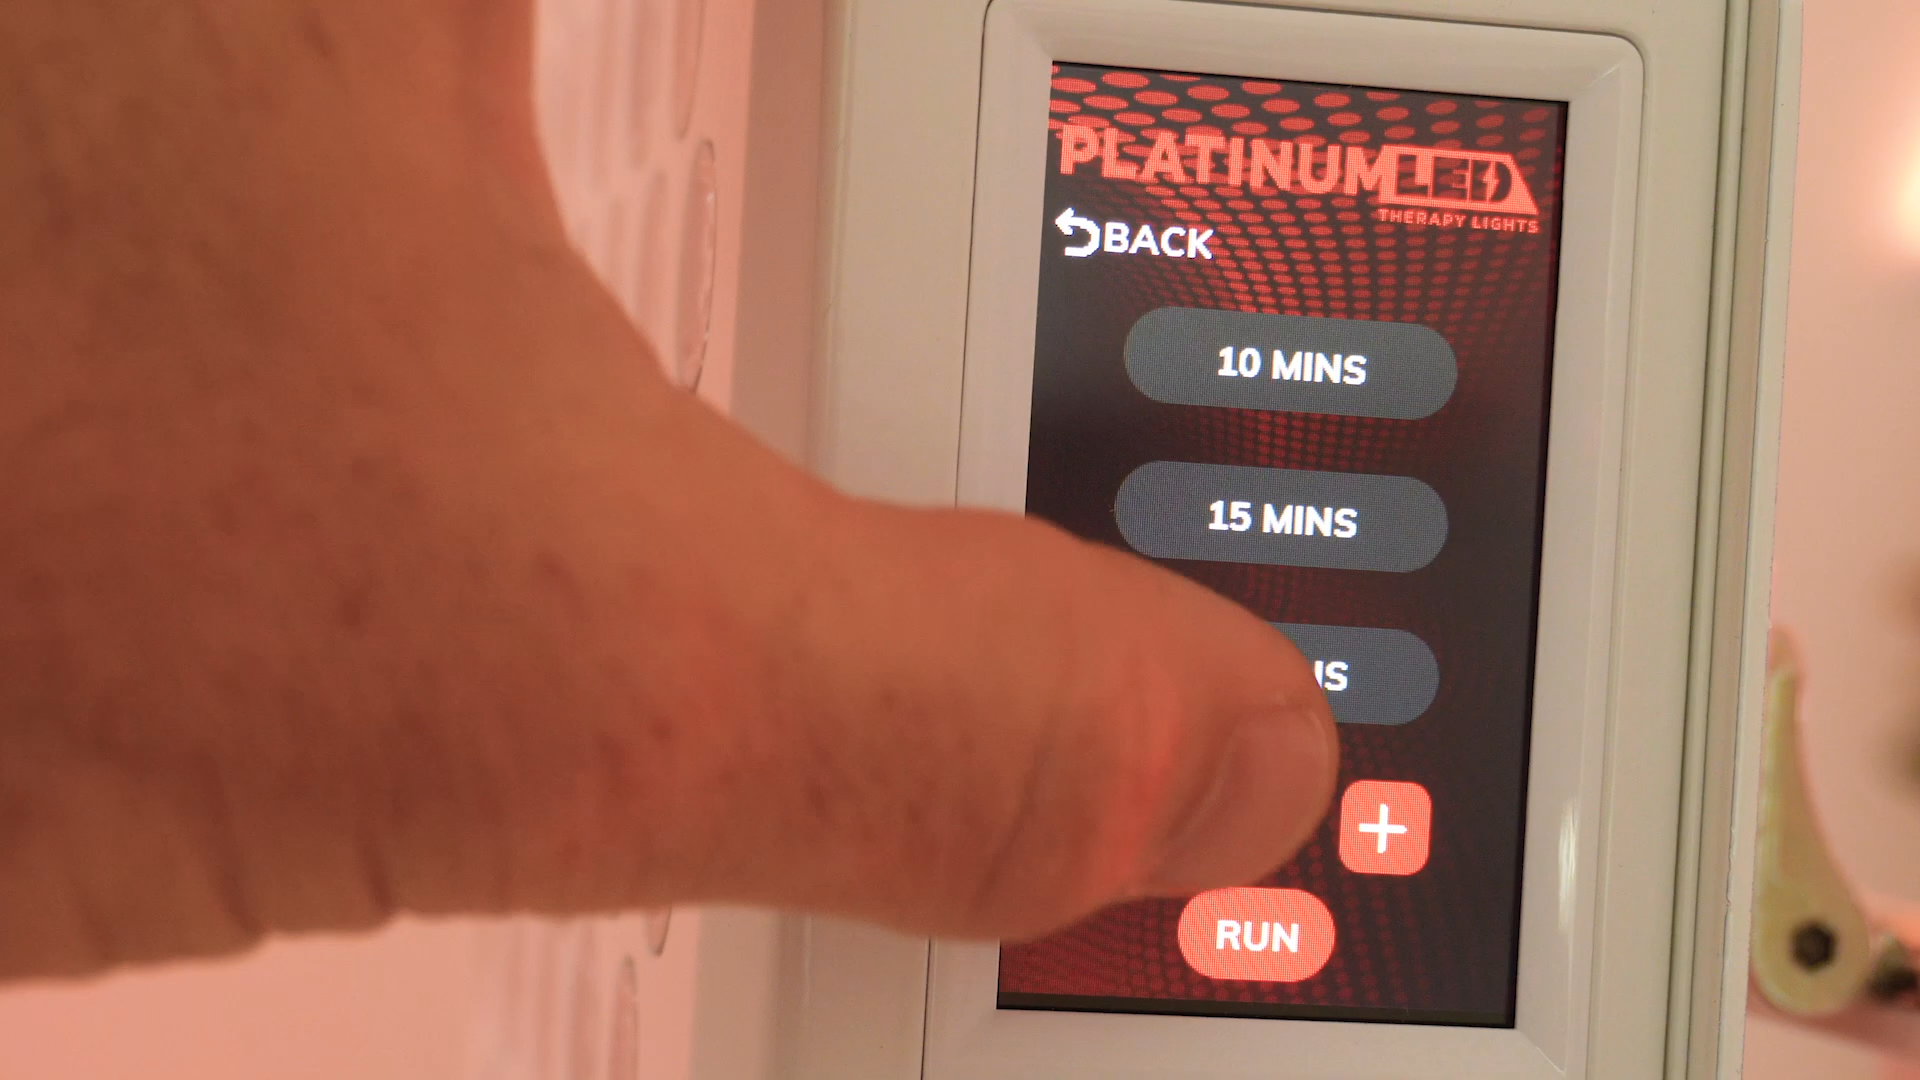 PLATINUMLED
THERAPY LIGHTS
BACK
10 MINS
15 MINS
+
RUN